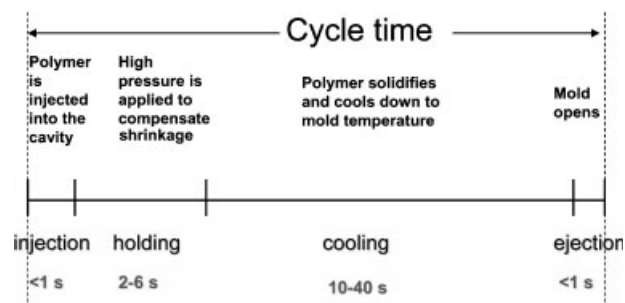 Cycle time
Polymer
is
injected
into the
cavity
High
pressure is
applied to
compensate
shrinkage
Polymer solidifies
and cools down to
mold temperature
Mold
opens
injection
holding
cooling
ejection
<1 s
2-6 s
10-40 s
<1 s